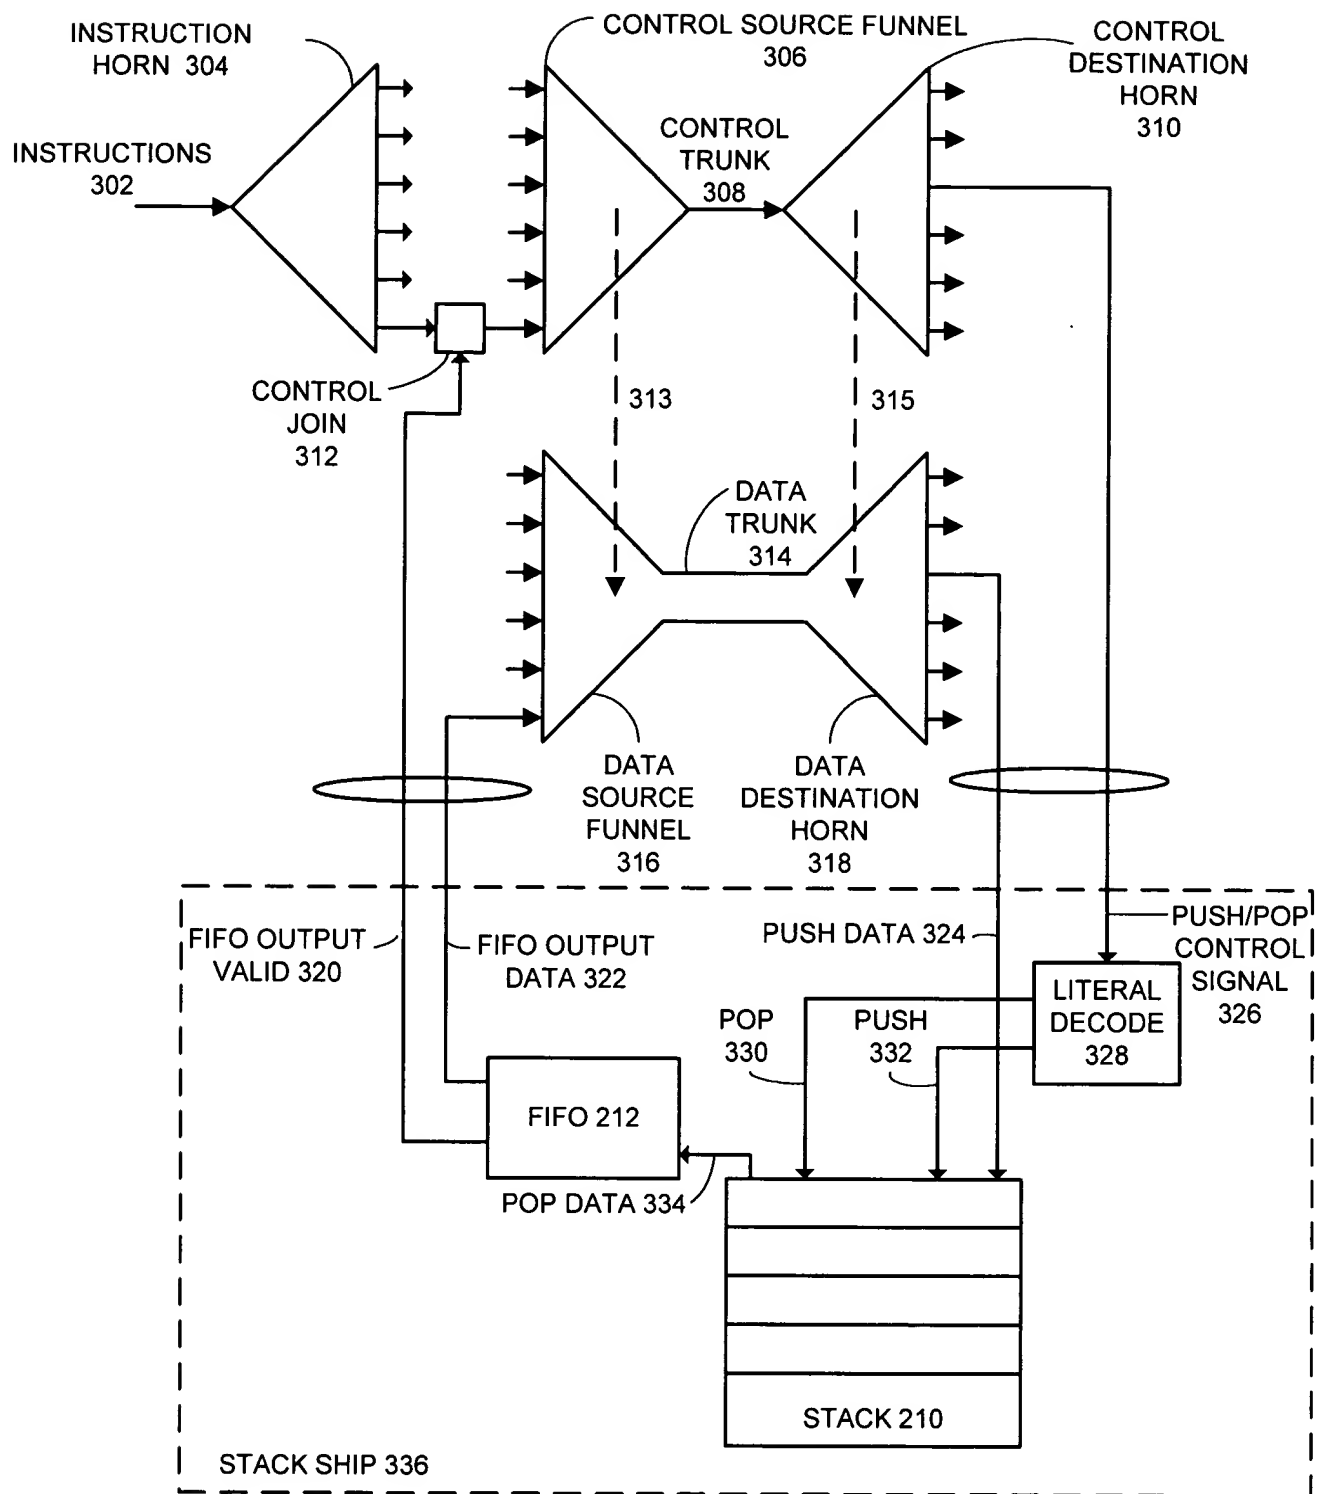 INSTRUCTION
HORN 304
CONTROL SOURCE FUNNEL
306
CONTROL
DESTINATION
HORN
310
INSTRUCTIONS
302
CONTROL
TRUNK
308
CONTROL
JOIN
312
313
315
DATA
TRUNK
314
DATA
SOURCE
FUNNEL
316
DATA
DESTINATION
HORN
318
FIFO OUTPUT
VALID 320
FIFO OUTPUT
DATA 322
PUSH DATA 324
PUSH/POP
CONTROL
SIGNAL
326
LITERAL
DECODE
328
POP
330
PUSH
332
FIFO 212
POP DATA 334
STACK 210
STACK SHIP 336